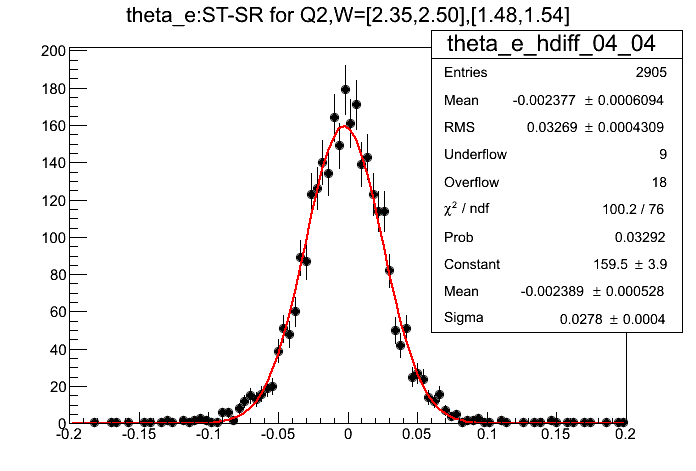 theta_e:ST-SR for Q2,W=[2.35,2.50],[1.48,1.54]
theta_e_hdiff_04_04
Entries 2905
Mean -0.002377 ± 0.0006094
RMS 0.03269 ± 0.0004309
Underflow 9
Overflow 18
χ² / ndf 100.2 / 76
Prob 0.03292
Constant 159.5 ± 3.9
Mean -0.002389 ± 0.000528
Sigma 0.0278 ± 0.0004
200
180
160
140
120
100
80
60
40
20
0
-0.2 -0.15 -0.1 -0.05 0 0.05 0.1 0.15 0.2